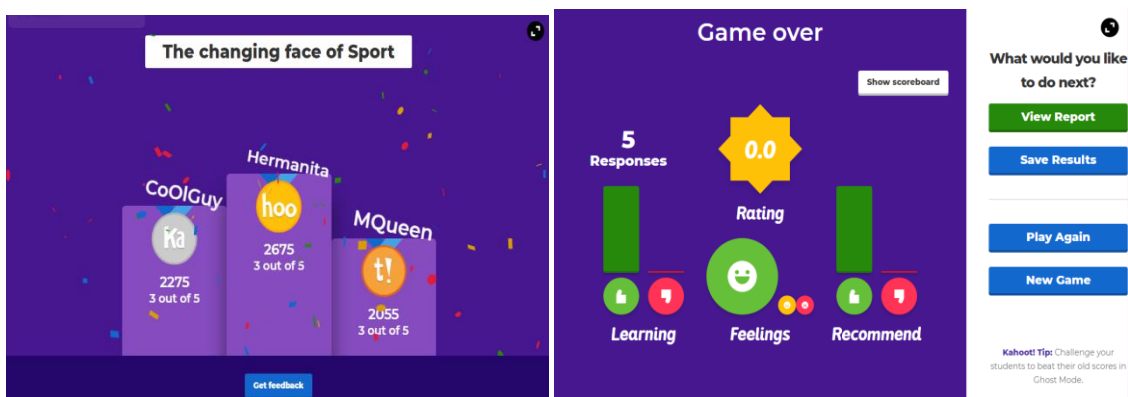 The changing face of Sport
Hermanita
CoOlGuy
MQueen
hoo
Ka
t!
2675
3 out of 5
2275
3 out of 5
2055
3 out of 5
Get feedback
Game over
Show scoreboard
5
Responses
0.0
Rating
Learning
Feelings
Recommend
What would you like
to do next?
View Report
Save Results
Play Again
New Game
Kahoot! Tip: Challenge your
students to beat their old scores in
Ghost Mode.